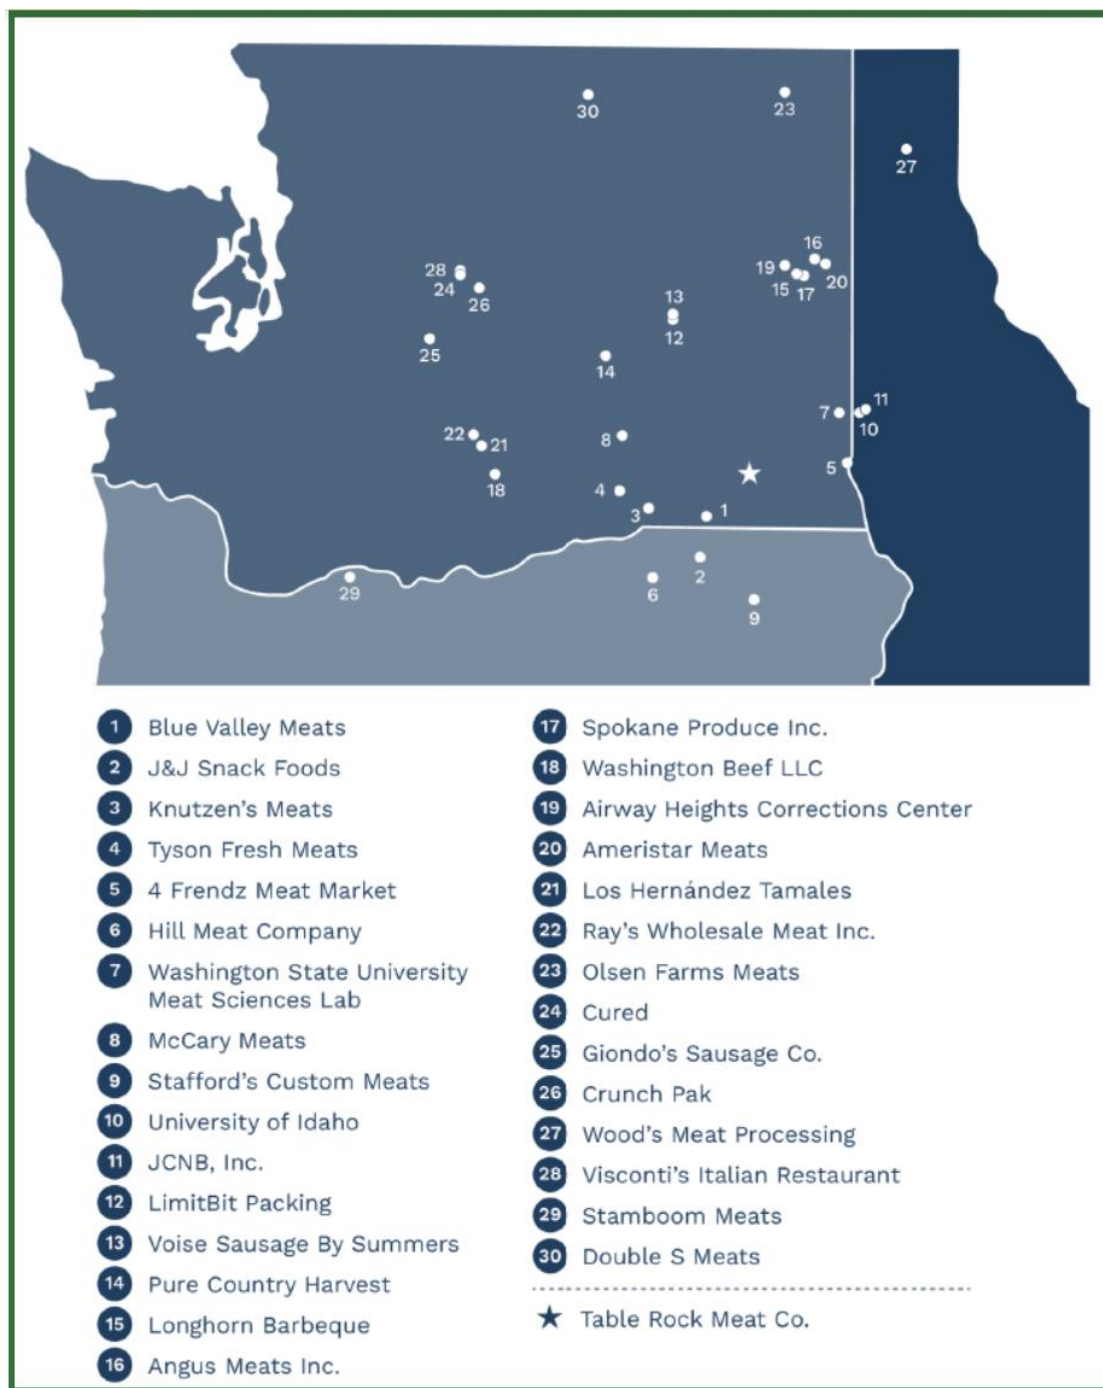 30
23
27
16
28
19
20
24
15
17
26
13
12
25
14
11
7
10
22
8
21
5
18
4
3
1
2
29
6
9
1 Blue Valley Meats
2 J&J Snack Foods
3 Knutzen's Meats
4 Tyson Fresh Meats
5 4 Frendz Meat Market
6 Hill Meat Company
7 Washington State University
Meat Sciences Lab
8 McCary Meats
9 Stafford's Custom Meats
10 University of Idaho
11 JCNB, Inc.
12 LimitBit Packing
13 Voise Sausage By Summers
14 Pure Country Harvest
15 Longhorn Barbeque
16 Angus Meats Inc.
17 Spokane Produce Inc.
18 Washington Beef LLC
19 Airway Heights Corrections Center
20 Ameristar Meats
21 Los Hernández Tamales
22 Ray's Wholesale Meat Inc.
23 Olsen Farms Meats
24 Cured
25 Giondo's Sausage Co.
26 Crunch Pak
27 Wood's Meat Processing
28 Visconti's Italian Restaurant
29 Stamboom Meats
30 Double S Meats
★ Table Rock Meat Co.